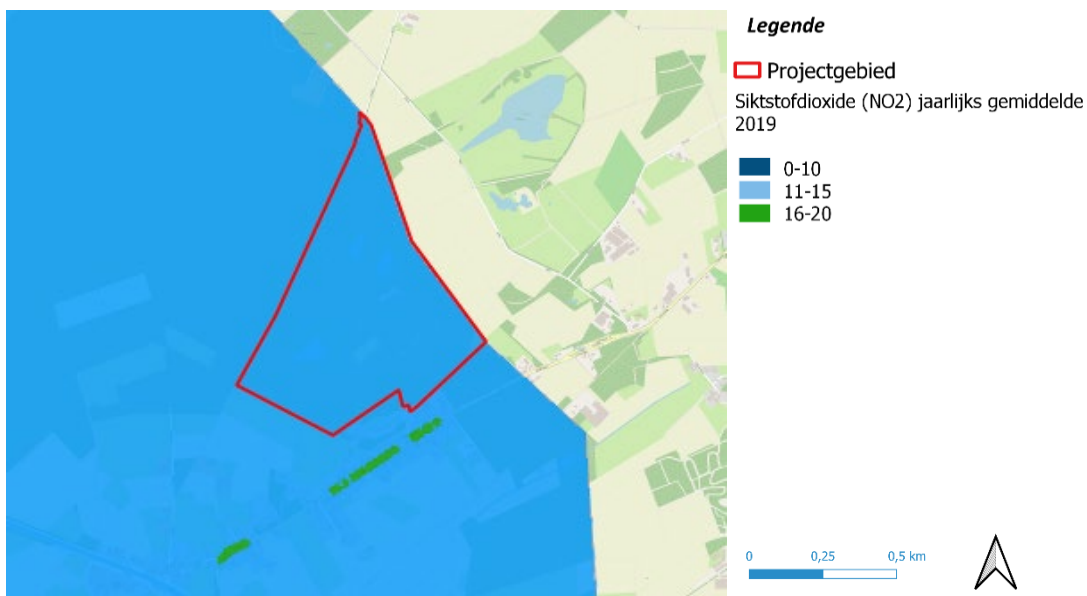 Legende
Projectgebied
Siktstofdioxide (NO2) jaarlijks gemiddelde
2019
0-10
11-15
16-20
0 0,25 0,5 km